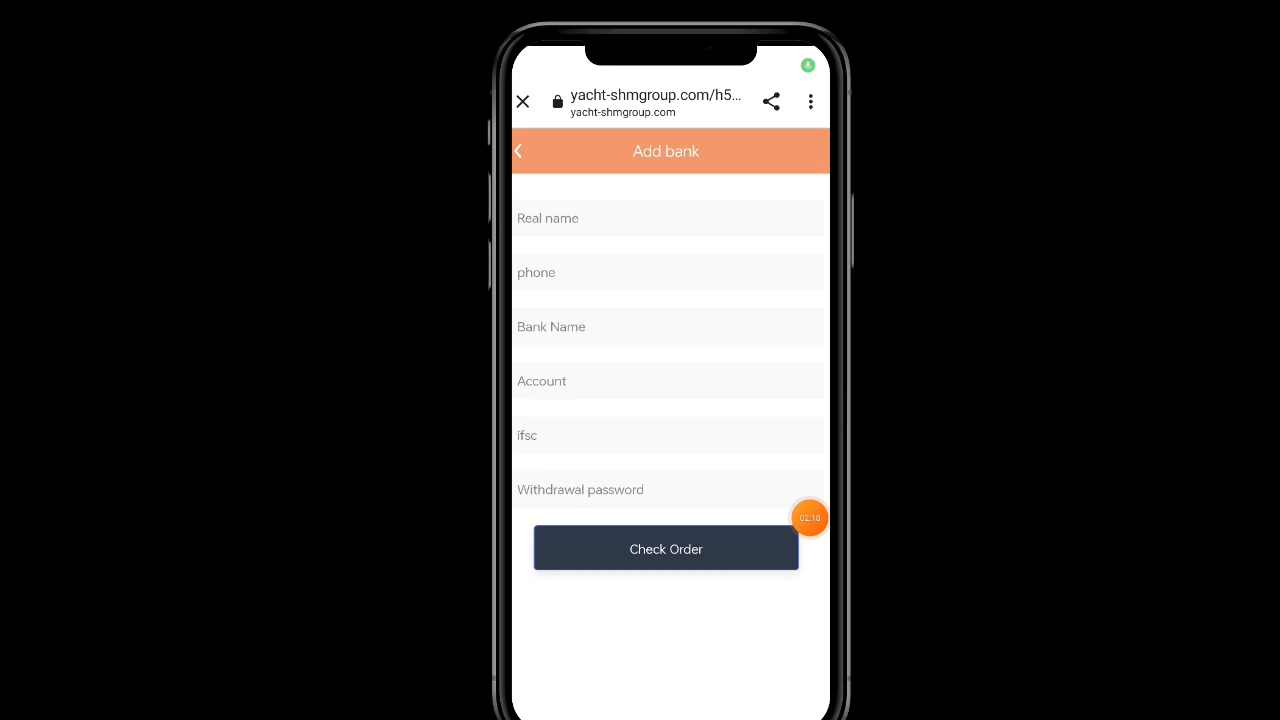 yacht-shmgroup.com/h5...
yacht-shmgroup.com
Add bank
Real name
phone
Bank Name
Account
ifsc
Withdrawal password
02:18
Check Order